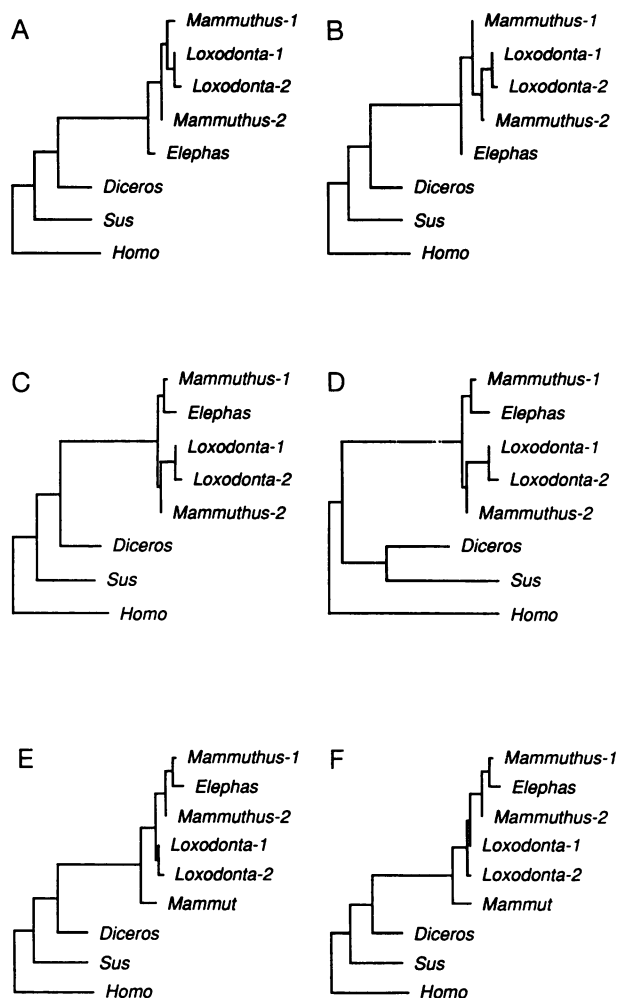 A
Mammuthus-1
Loxodonta-1
Loxodonta-2
Mammuthus-2
Elephas
Diceros
Sus
Homo
B
Mammuthus-1
Loxodonta-1
Loxodonta-2
Mammuthus-2
Elephas
Diceros
Sus
Homo
C
Mammuthus-1
Elephas
Loxodonta-1
Loxodonta-2
Mammuthus-2
Diceros
Sus
Homo
D
Mammuthus-1
Elephas
Loxodonta-1
Loxodonta-2
Mammuthus-2
Diceros
Sus
Homo
E
Mammuthus-1
Elephas
Mammuthus-2
Loxodonta-1
Loxodonta-2
Mammut
Diceros
Sus
Homo
F
Mammuthus-1
Elephas
Mammuthus-2
Loxodonta-1
Loxodonta-2
Mammut
Diceros
Sus
Homo